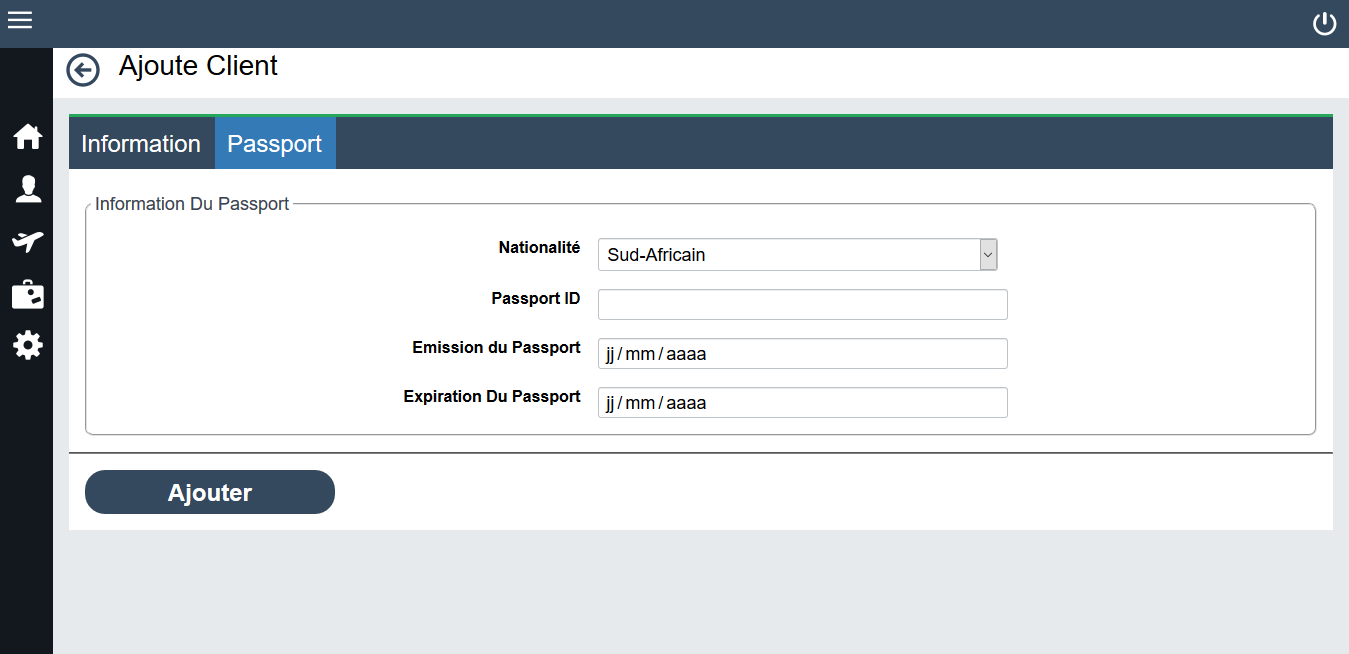 Ajoute Client
Information Passport
Information Du Passport
Nationalité Sud-Africain
Passport ID
Emission du Passport jj/mm/aaaa
Expiration Du Passport jj/mm/aaaa
Ajouter